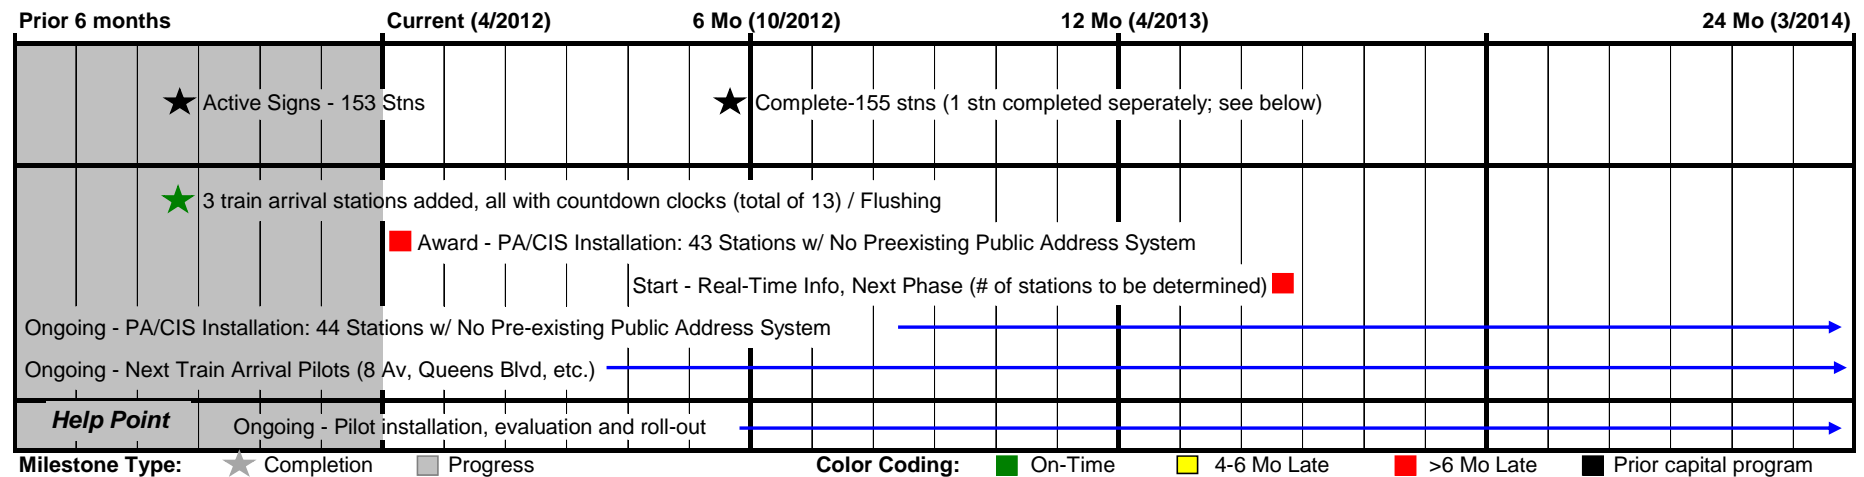 Prior 6 months Current (4/2012) 6 Mo (10/2012) 12 Mo (4/2013) 24 Mo (3/2014)
Active Signs - 153 Stns Complete-155 stns (1 stn completed seperately; see below)
3 train arrival stations added, all with countdown clocks (total of 13) / Flushing
Award - PA/CIS Installation: 43 Stations w/ No Preexisting Public Address System
Start - Real-Time Info, Next Phase (# of stations to be determined)
Ongoing - PA/CIS Installation: 44 Stations w/ No Pre-existing Public Address System
Ongoing - Next Train Arrival Pilots (8 Av, Queens Blvd, etc.)
Help Point Ongoing - Pilot installation, evaluation and roll-out
Milestone Type: Completion Progress Color Coding: On-Time 4-6 Mo Late >6 Mo Late Prior capital program